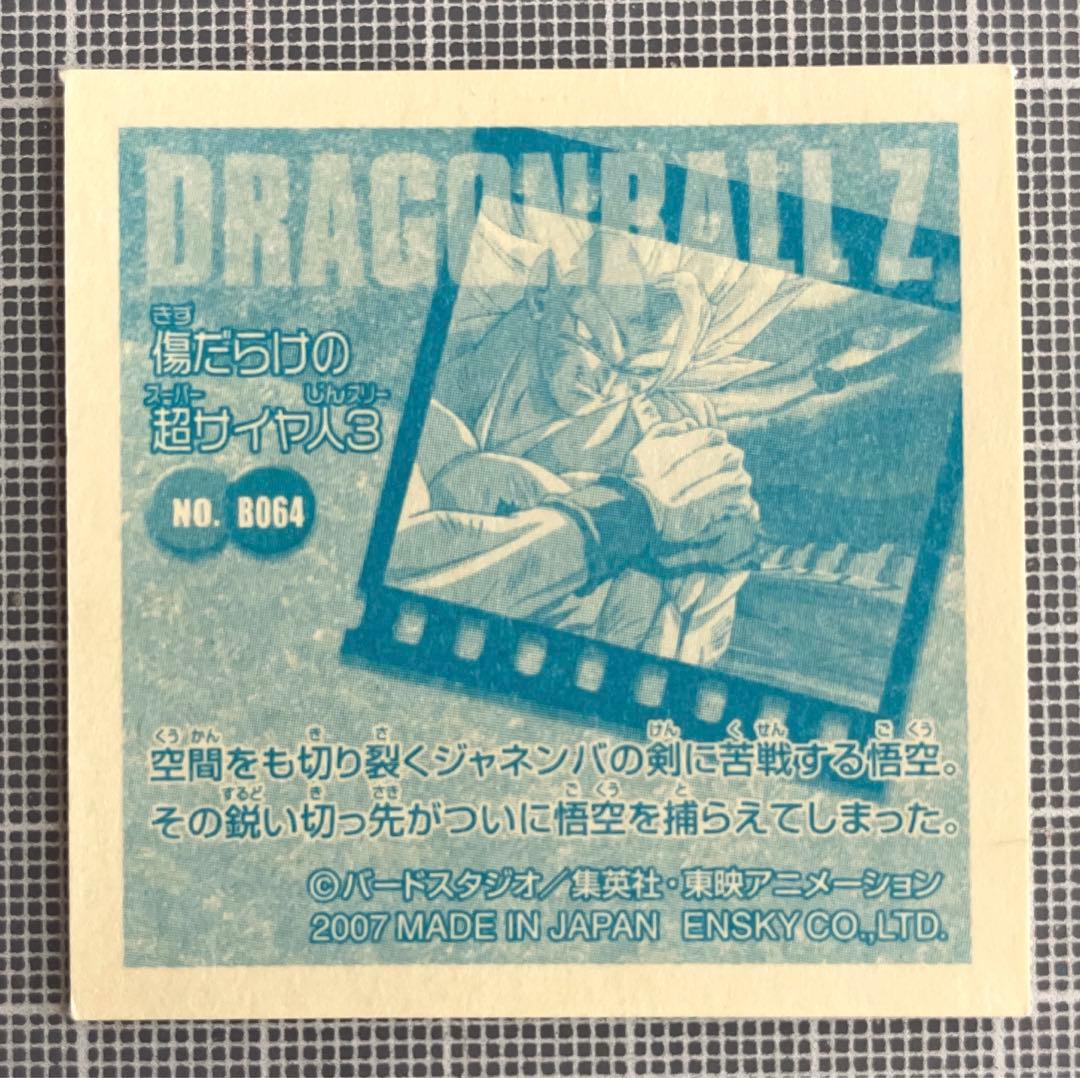 DRAGONBALL Z
きず
傷だらけの
スーパー じんスリー
超サイヤ人3
NO. B064
くう かん き さ けん く せん ご くう
空間をも切り裂くジャネンバの剣に苦戦する悟空。
するど き さき ご くう と
その鋭い切っ先がついに悟空を捕らえてしまった。
©バードスタジオ／集英社・東映アニメーション
2007 MADE IN JAPAN ENSKY CO.,LTD.